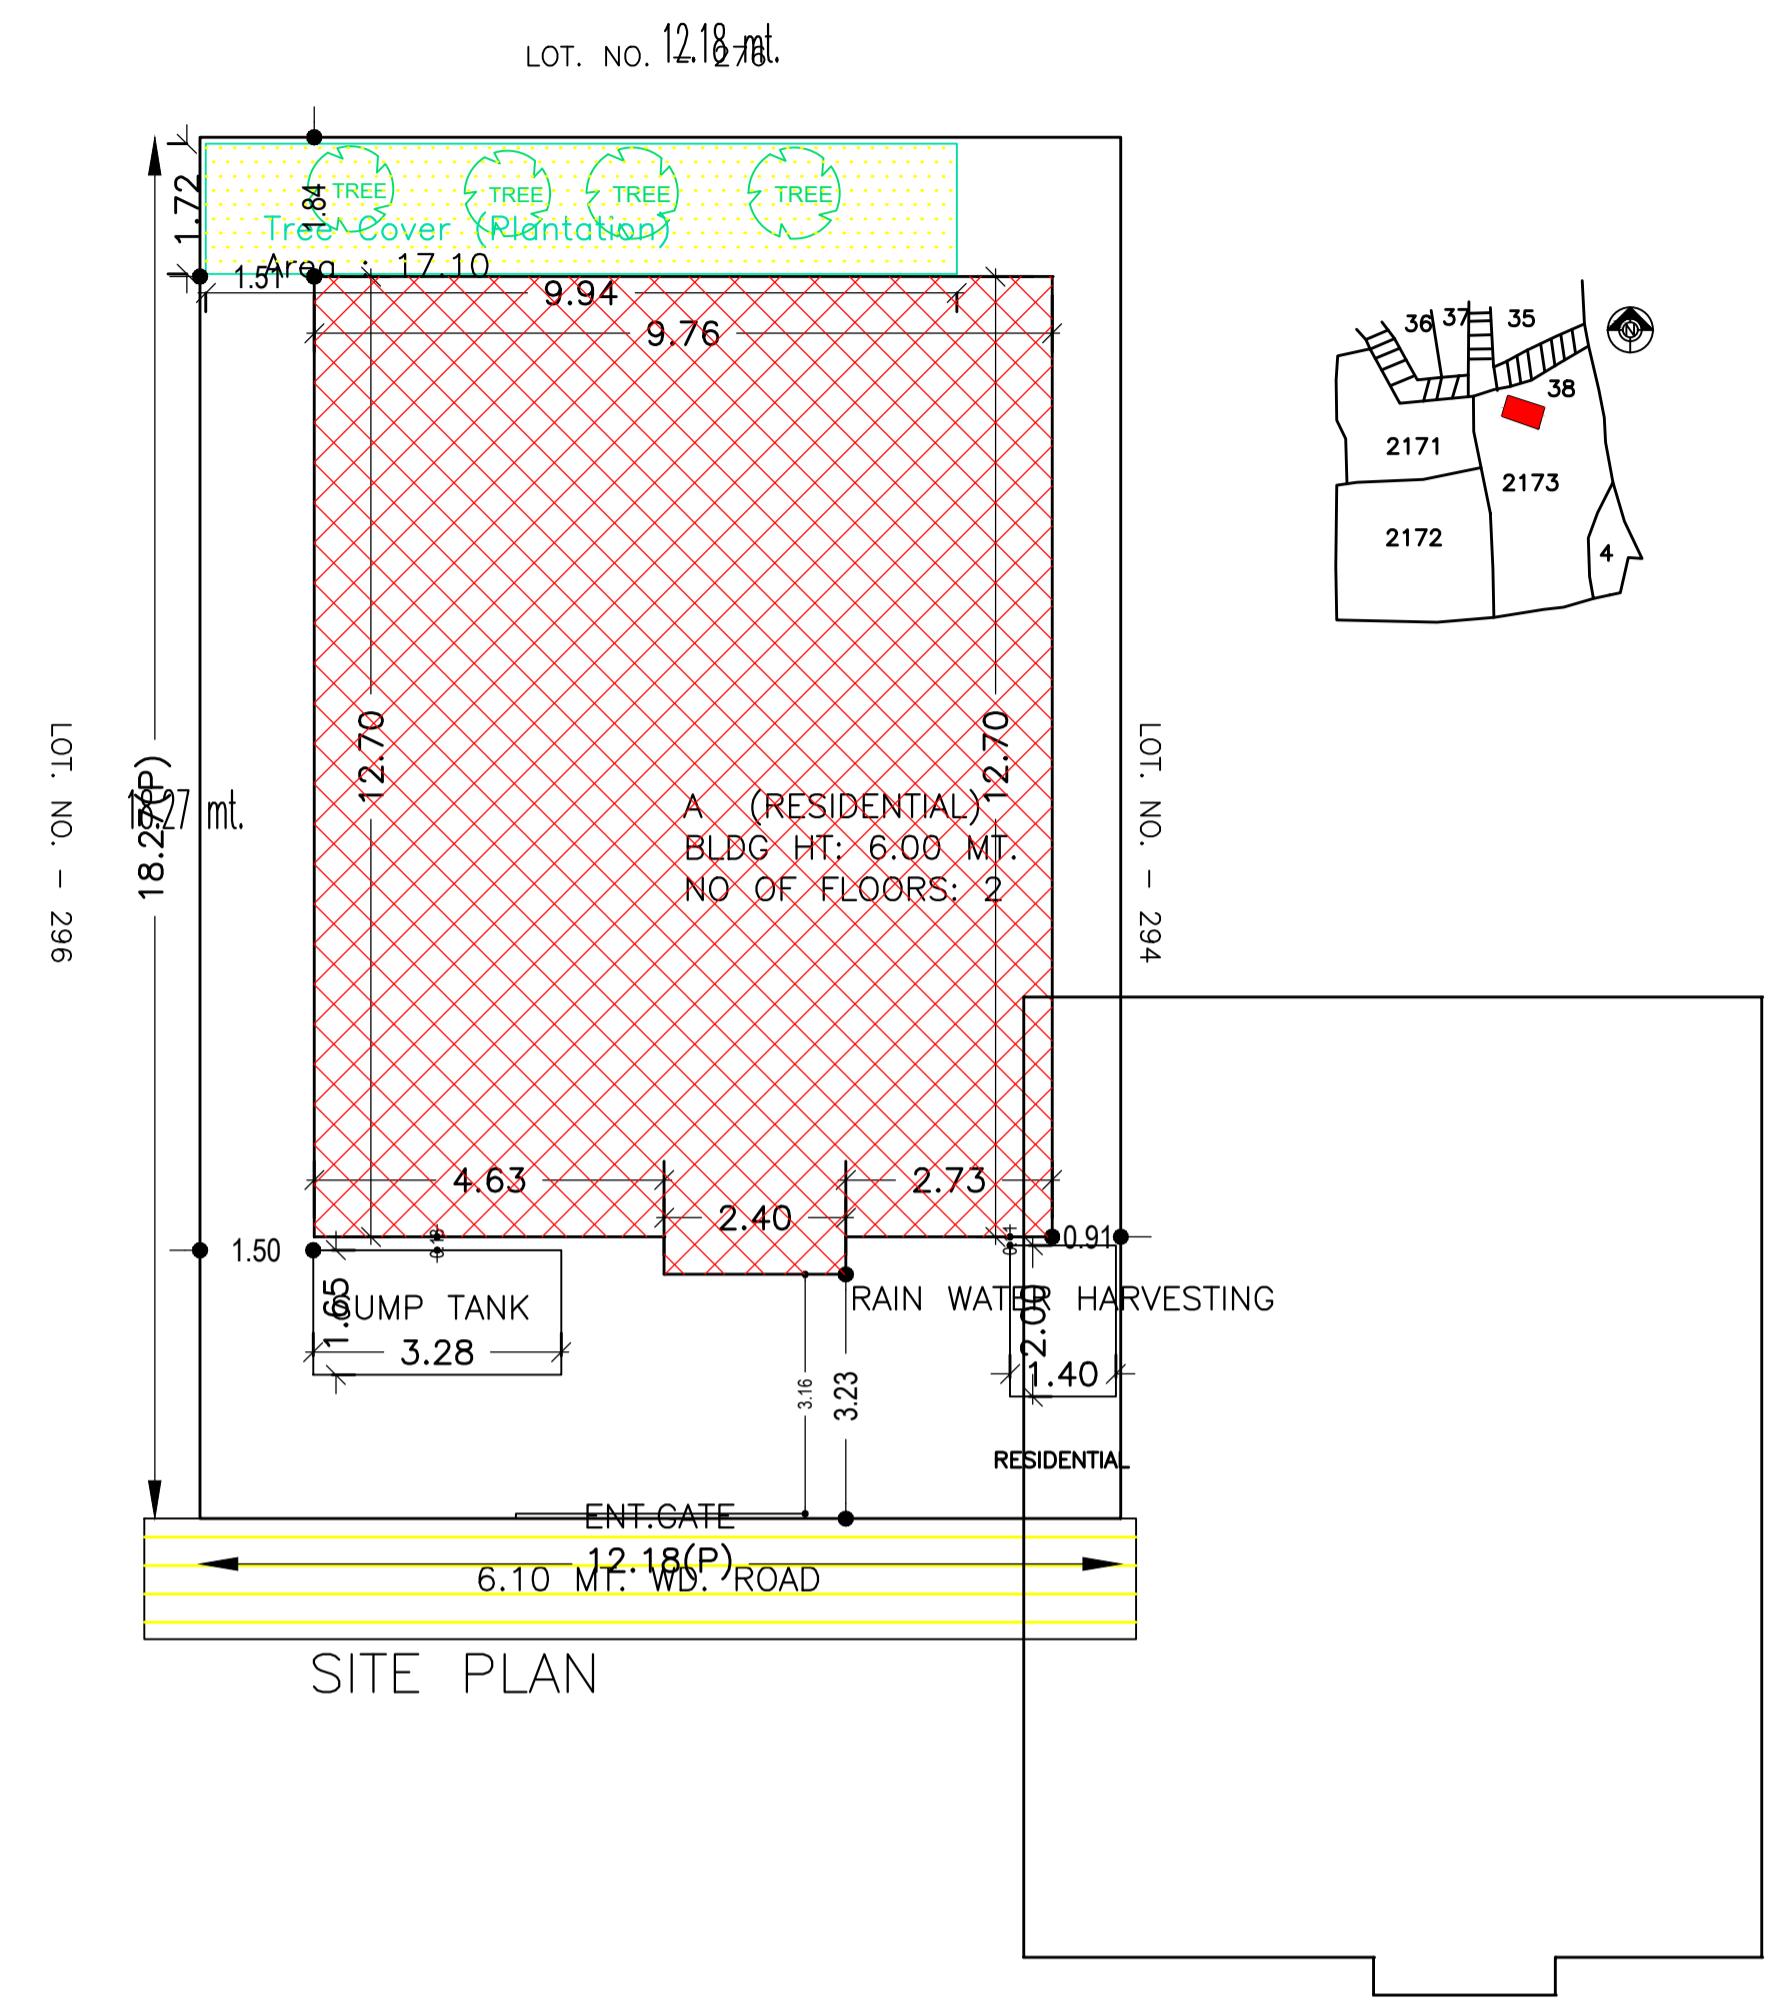 LOT. NO. - 276
12.18 mt.
TREE
TREE
TREE
TREE
1.72
1.84
Tree Cover (Plantation)
Area : 17.10
1.51
9.94
9.76
36
37
35
N
38
2171
2173
2172
4
12.70
12.70
LOT. NO. - 296
18.27(P)
18.27 mt.
LOT. NO. - 294
A (RESIDENTIAL)
BLDG HT: 6.00 MT.
NO OF FLOORS: 2
4.63
2.40
2.73
1.50
0.91
1.65
SUMP TANK
3.28
RAIN WATER HARVESTING
2.00
1.40
3.16
3.23
RESIDENTIAL
ENT.GATE
12.18(P)
6.10 MT. WD. ROAD
SITE PLAN